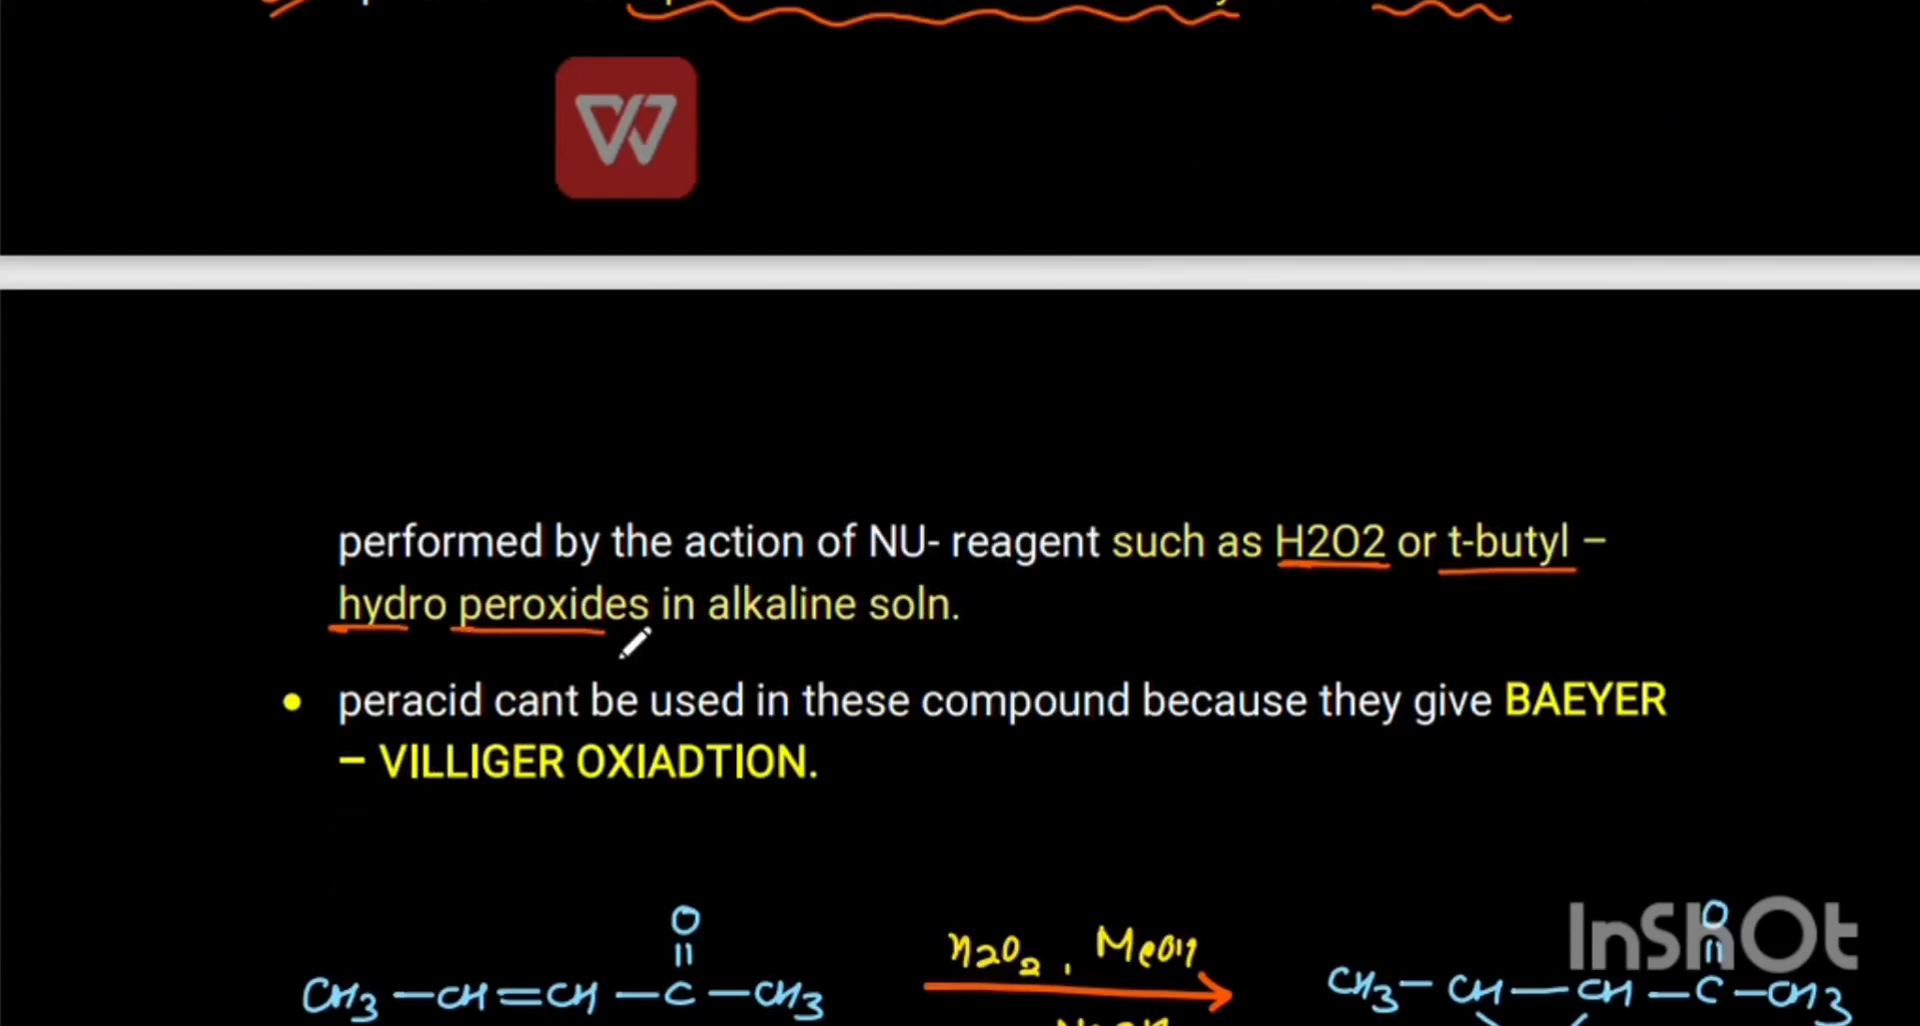 performed by the action of NU- reagent such as H2O2 or t-butyl –
hydro peroxides in alkaline soln.
• peracid cant be used in these compound because they give BAEYER
– VILLIGER OXIADTION.
O
H2O2 , MeOH
O
InShOt
CH3 — CH = CH — C — CH3
CH3 — CH — CH — C — CH3